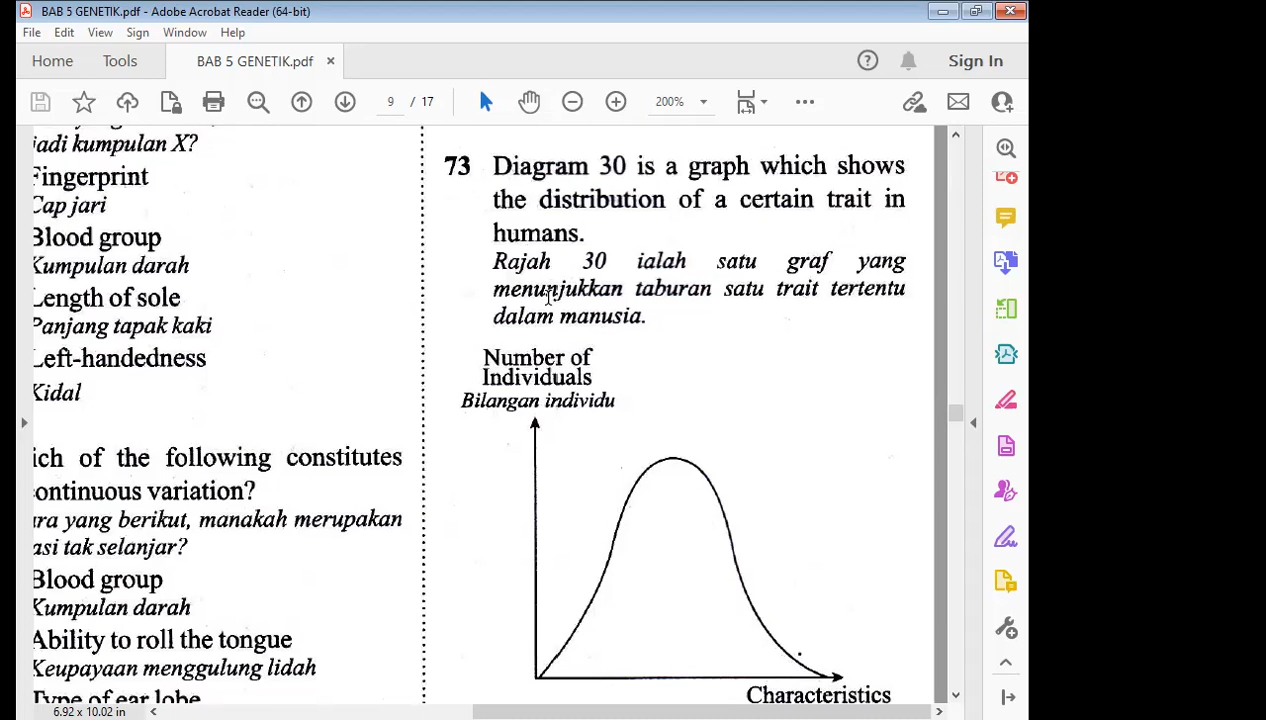 BAB 5 GENETIK.pdf - Adobe Acrobat Reader (64-bit)
File Edit View Sign Window Help
Home Tools BAB 5 GENETIK.pdf × Sign In
9 / 17 200%
jadi kumpulan X?
Fingerprint
Cap jari
Blood group
Kumpulan darah
Length of sole
Panjang tapak kaki
Left-handedness
Kidal
ich of the following constitutes
continuous variation?
ara yang berikut, manakah merupakan
asi tak selanjar?
Blood group
Kumpulan darah
Ability to roll the tongue
Keupayaan menggulung lidah
Type of ear lobe
73 Diagram 30 is a graph which shows
the distribution of a certain trait in
humans.
Rajah 30 ialah satu graf yang
menunjukkan taburan satu trait tertentu
dalam manusia.
Number of
Individuals
Bilangan individu
Characteristics
6.92 x 10.02 in